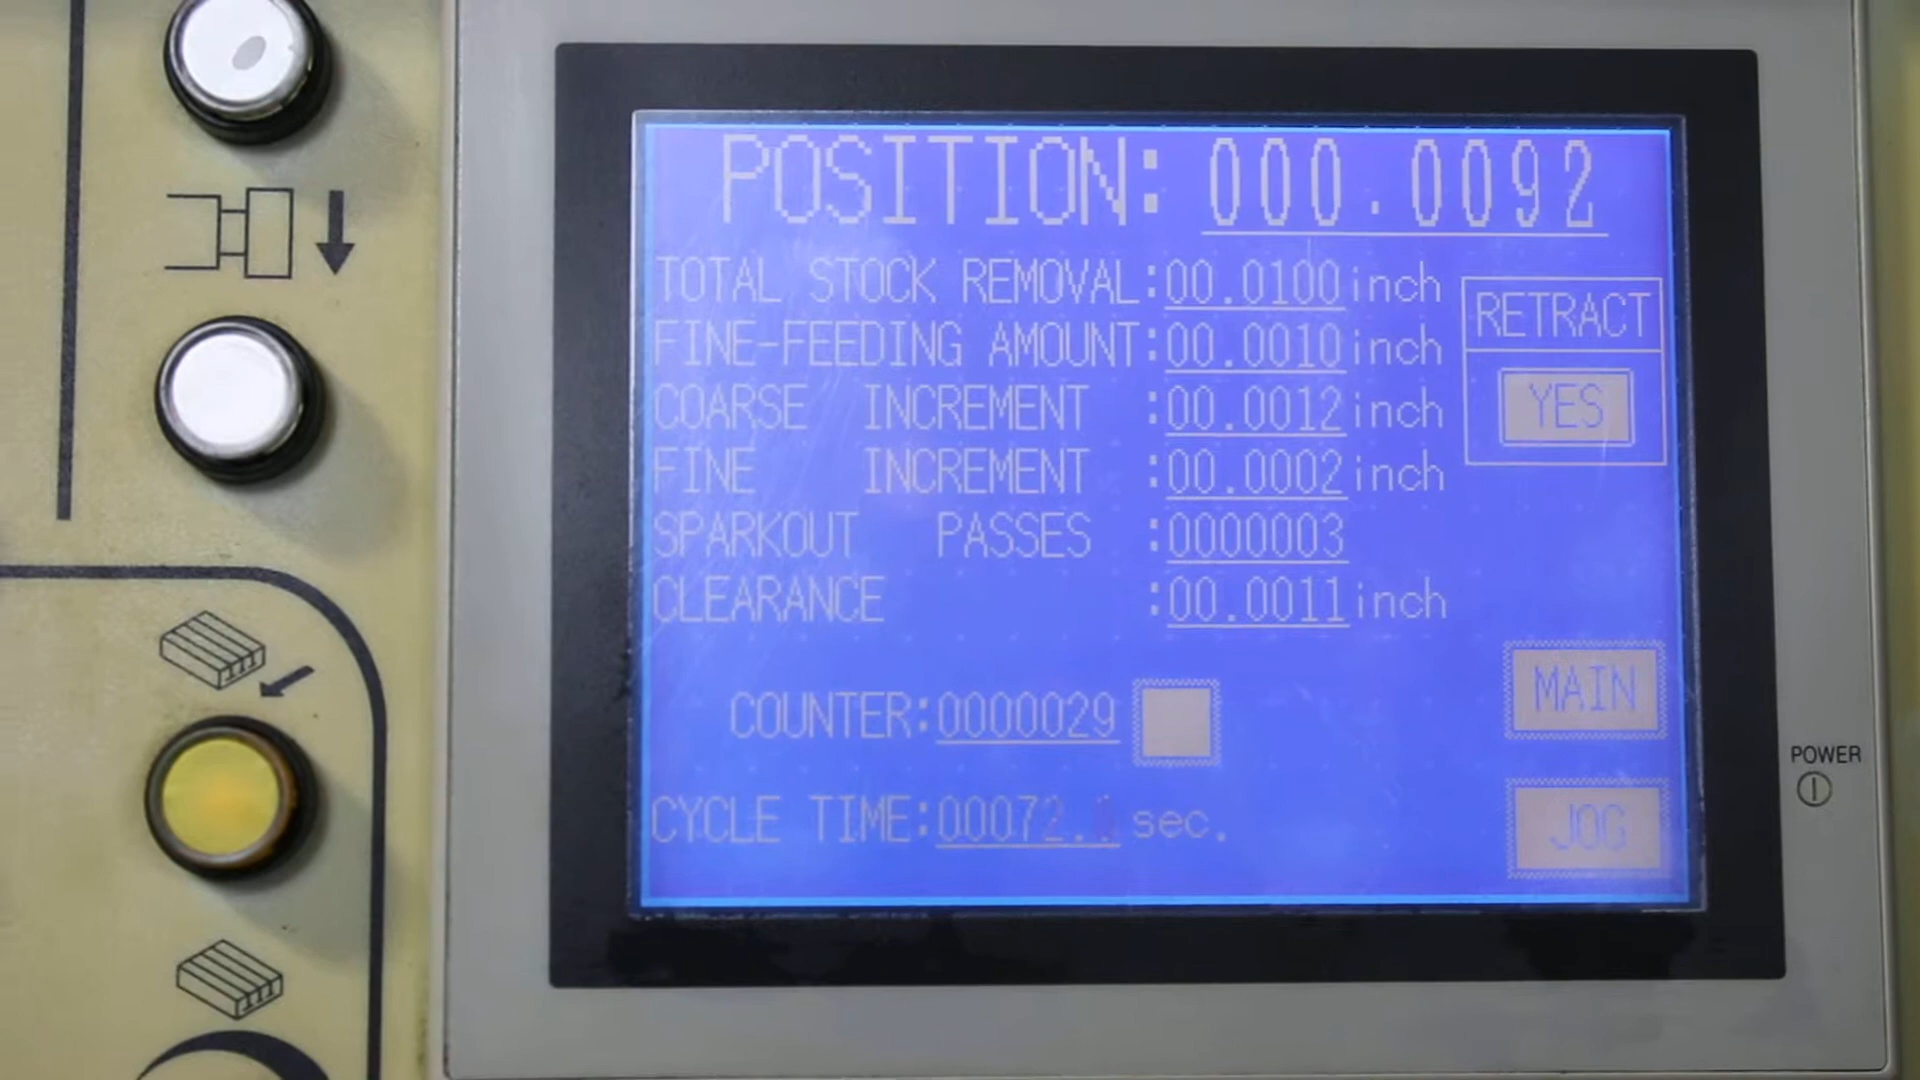 POSITION: 000.0092
TOTAL STOCK REMOVAL:00.0100inch
FINE-FEEDING AMOUNT:00.0010inch
COARSE INCREMENT :00.0012inch
FINE INCREMENT :00.0002inch
SPARKOUT PASSES :0000003
CLEARANCE :00.0011inch
RETRACT
YES
COUNTER:0000029
MAIN
CYCLE TIME:00072. sec.
JOG
POWER